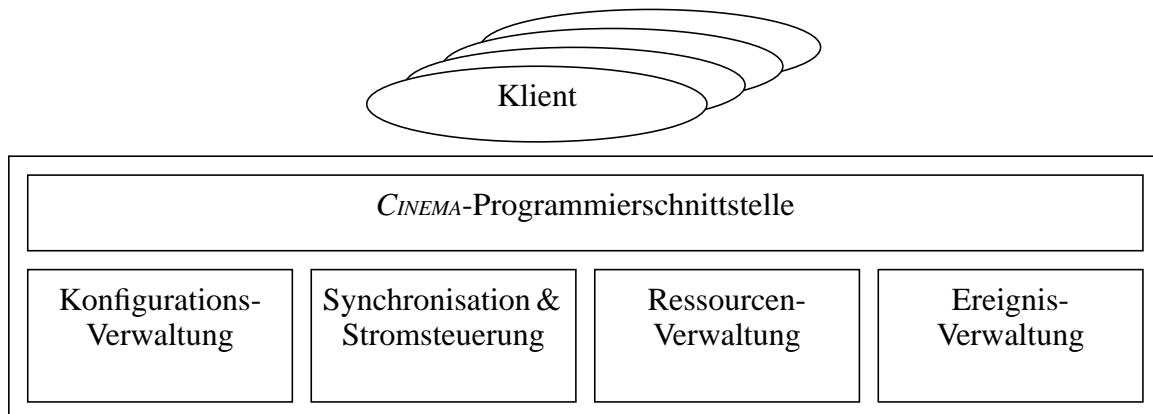 Klient
CINEMA-Programmierschnittstelle
Konfigurations-
Verwaltung
Synchronisation &
Stromsteuerung
Ressourcen-
Verwaltung
Ereignis-
Verwaltung